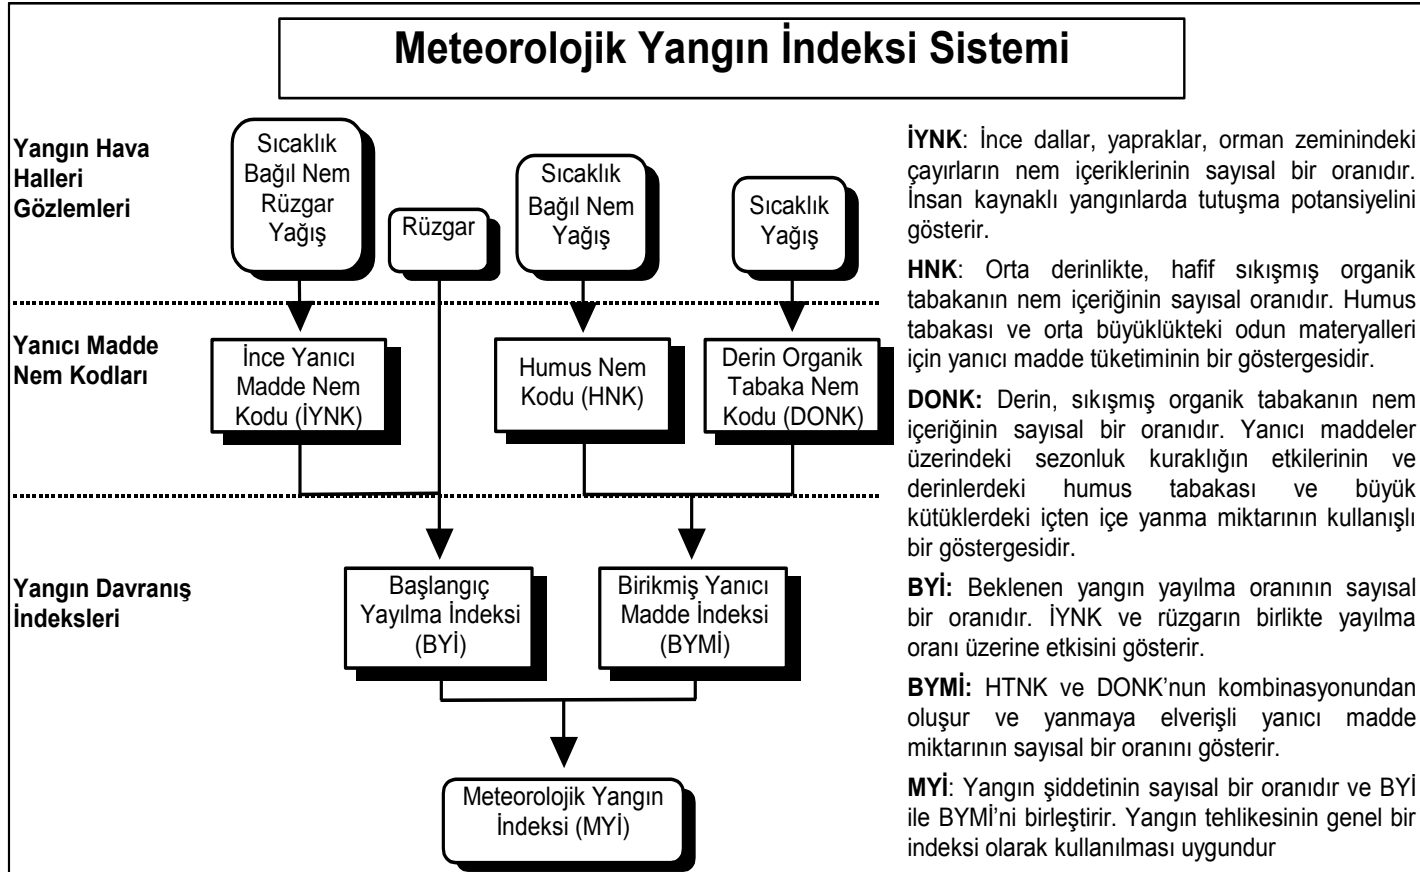 Meteorolojik Yangın İndeksi Sistemi
Yangın Hava
Halleri
Gözlemleri
Sıcaklık
Bağıl Nem
Rüzgar
Yağış
Rüzgar
Sıcaklık
Bağıl Nem
Yağış
Sıcaklık
Yağış
Yanıcı Madde
Nem Kodları
İnce Yanıcı
Madde Nem
Kodu (İYNK)
Humus Nem
Kodu (HNK)
Derin Organik
Tabaka Nem
Kodu (DONK)
Yangın Davranış
İndeksleri
Başlangıç
Yayılma İndeksi
(BYİ)
Birikmiş Yanıcı
Madde İndeksi
(BYMİ)
Meteorolojik Yangın
İndeksi (MYİ)
İYNK: İnce dallar, yapraklar, orman zeminindeki
çayırların nem içeriklerinin sayısal bir oranıdır.
İnsan kaynaklı yangınlarda tutuşma potansiyelini
gösterir.
HNK: Orta derinlikte, hafif sıkışmış organik
tabakanın nem içeriğinin sayısal oranıdır. Humus
tabakası ve orta büyüklükteki odun materyalleri
için yanıcı madde tüketiminin bir göstergesidir.
DONK: Derin, sıkışmış organik tabakanın nem
içeriğinin sayısal bir oranıdır. Yanıcı maddeler
üzerindeki sezonluk kuraklığın etkilerinin ve
derinlerdeki humus tabakası ve büyük
kütüklerdeki içten içe yanma miktarının kullanışlı
bir göstergesidir.
BYİ: Beklenen yangın yayılma oranının sayısal
bir oranıdır. İYNK ve rüzgarın birlikte yayılma
oranı üzerine etkisini gösterir.
BYMİ: HTNK ve DONK’nun kombinasyonundan
oluşur ve yanmaya elverişli yanıcı madde
miktarının sayısal bir oranını gösterir.
MYİ: Yangın şiddetinin sayısal bir oranıdır ve BYİ
ile BYMİ’ni birleştirir. Yangın tehlikesinin genel bir
indeksi olarak kullanılması uygundur